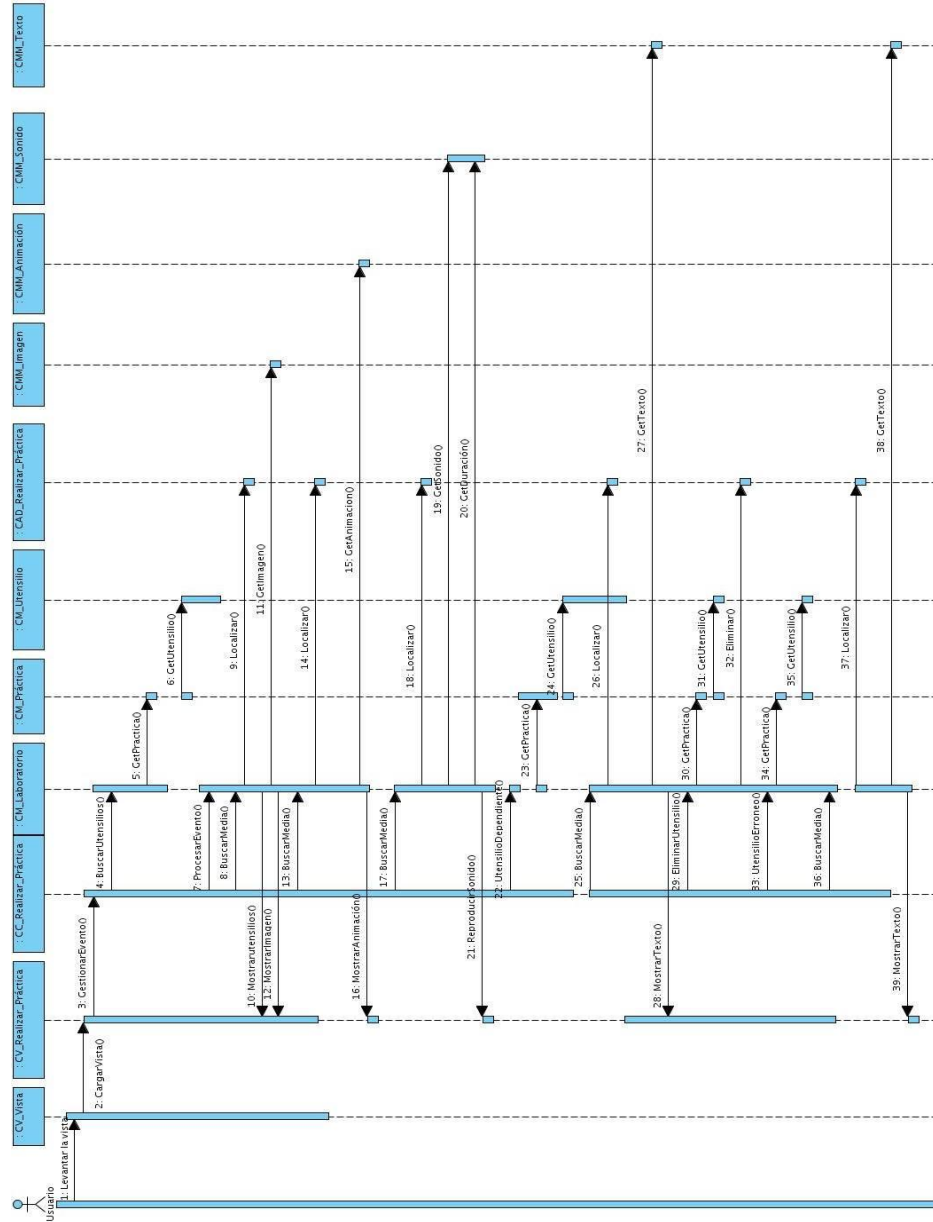 Usuario
: CV_Vista
: CV_Realizar_Práctica
: CC_Realizar_Práctica
: CM_Laboratorio
: CM_Práctica
: CM_Utensilio
: CAD_Realizar_Práctica
: CMM_Imagen
: CMM_Animación
: CMM_Sonido
: CMM_Texto
1: Levantar la vista
2: CargarVista()
3: GestionarEvento()
4: BuscarUtensilios()
5: GetPractica()
6: GetUtensilio()
7: ProcesarEvento()
8: BuscarMedia()
9: Localizar()
10: Mostrarutensilios()
11: GetImagen()
12: MostrarImagen()
13: BuscarMedia()
14: Localizar()
15: GetAnimacion()
16: MostrarAnimación()
17: BuscarMedia()
18: Localizar()
19: GetSonido()
20: GetDuración()
21: ReproducirSonido()
22: UtensilioDependiente()
23: GetPractica()
24: GetUtensilio()
25: BuscarMedia()
26: Localizar()
27: GetTexto()
28: MostrarTexto()
29: EliminarUtensilio()
30: GetPractica()
31: GetUtensilio()
32: Eliminar()
33: UtensilioErroneo()
34: GetPractica()
35: GetUtensilio()
36: BuscarMedia()
37: Localizar()
38: GetTexto()
39: MostrarTexto()